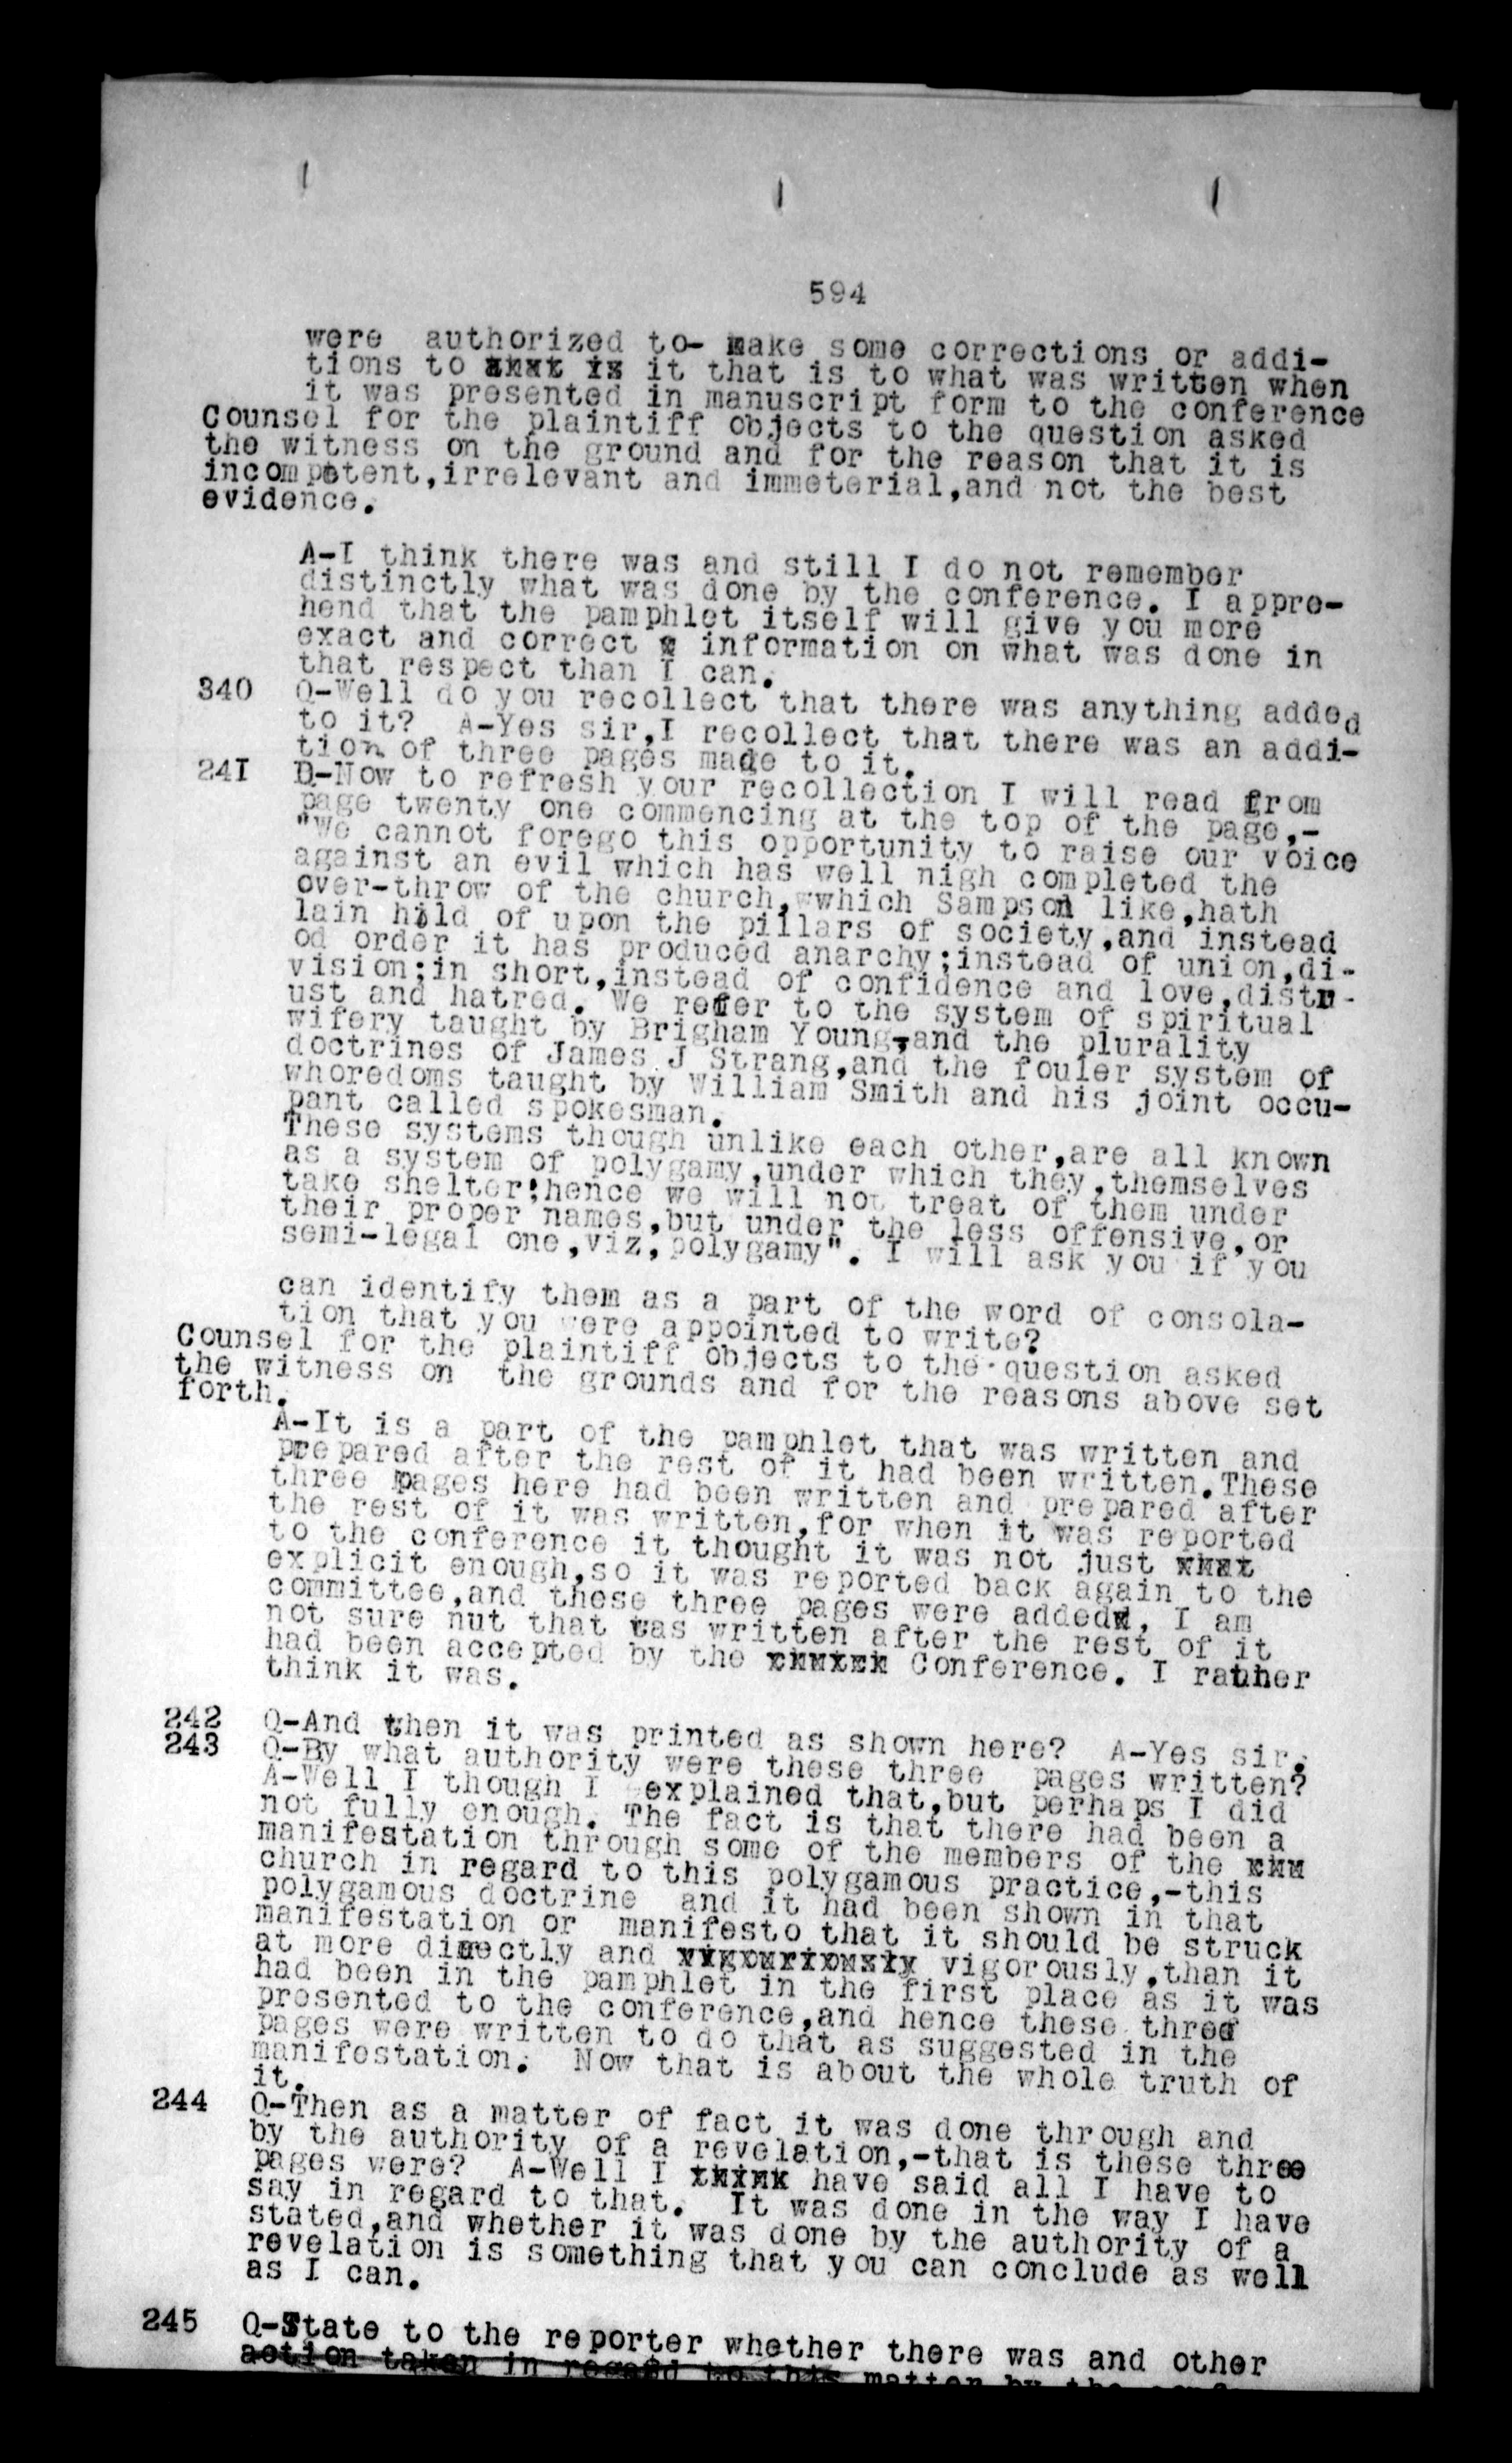 594
were authorized to- make some corrections or addi-
tions to it that is to what was written when
it was presented in manuscript form to the conference
Counsel for the plaintiff objects to the question asked
the witness on the ground and for the reason that it is
incompetent,irrelevant and immeterial,and not the best
evidence.
A-I think there was and still I do not remember
distinctly what was done by the conference. I appre-
hend that the pamphlet itself will give you more
exact and correct information on what was done in
that respect than I can.
340 Q-Well do you recollect that there was anything added
to it? A-Yes sir,I recollect that there was an addi-
tion of three pages made to it.
241 Q-Now to refresh your recollection I will read from
page twenty one commencing at the top of the page,-
"We cannot forego this opportunity to raise our voice
against an evil which has well nigh completed the
over-throw of the church,wwhich Sampson like,hath
lain hild of upon the pillars of society,and instead
od order it has produced anarchy;instead of union,di-
vision;in short,instead of confidence and love,distr-
ust and hatred. We refer to the system of spiritual
wifery taught by Brigham Young,and the plurality
doctrines of James J Strang,and the fouler system of
whoredoms taught by William Smith and his joint occu-
pant called spokesman.
These systems though unlike each other,are all known
as a system of polygamy,under which they,themselves
take shelter;hence we will not treat of them under
their proper names,but under the less offensive,or
semi-legal one,viz,polygamy". I will ask you if you
can identify them as a part of the word of consola-
tion that you were appointed to write?
Counsel for the plaintiff objects to the question asked
the witness on the grounds and for the reasons above set
forth.
A-It is a part of the pamphlet that was written and
prepared after the rest of it had been written.These
three pages here had been written and prepared after
the rest of it was written,for when it was reported
to the conference it thought it was not just
explicit enough,so it was reported back again to the
committee,and these three pages were added, I am
not sure nut that was written after the rest of it
had been accepted by the Conference. I rather
think it was.
242 Q-And then it was printed as shown here? A-Yes sir.
243 Q-By what authority were these three pages written?
A-Well I though I explained that,but perhaps I did
not fully enough. The fact is that there had been a
manifestation through some of the members of the
church in regard to this polygamous practice,-this
polygamous doctrine and it had been shown in that
manifestation or manifesto that it should be struck
at more directly and vigorously,than it
had been in the pamphlet in the first place as it was
presented to the conference,and hence these three
pages were written to do that as suggested in the
manifestation. Now that is about the whole truth of
it.
244 Q-Then as a matter of fact it was done through and
by the authority of a revelation,-that is these three
pages were? A-Well I have said all I have to
say in regard to that. It was done in the way I have
stated,and whether it was done by the authority of a
revelation is something that you can conclude as well
as I can.
245 Q-State to the reporter whether there was and other
action taken in regard to this matter by the